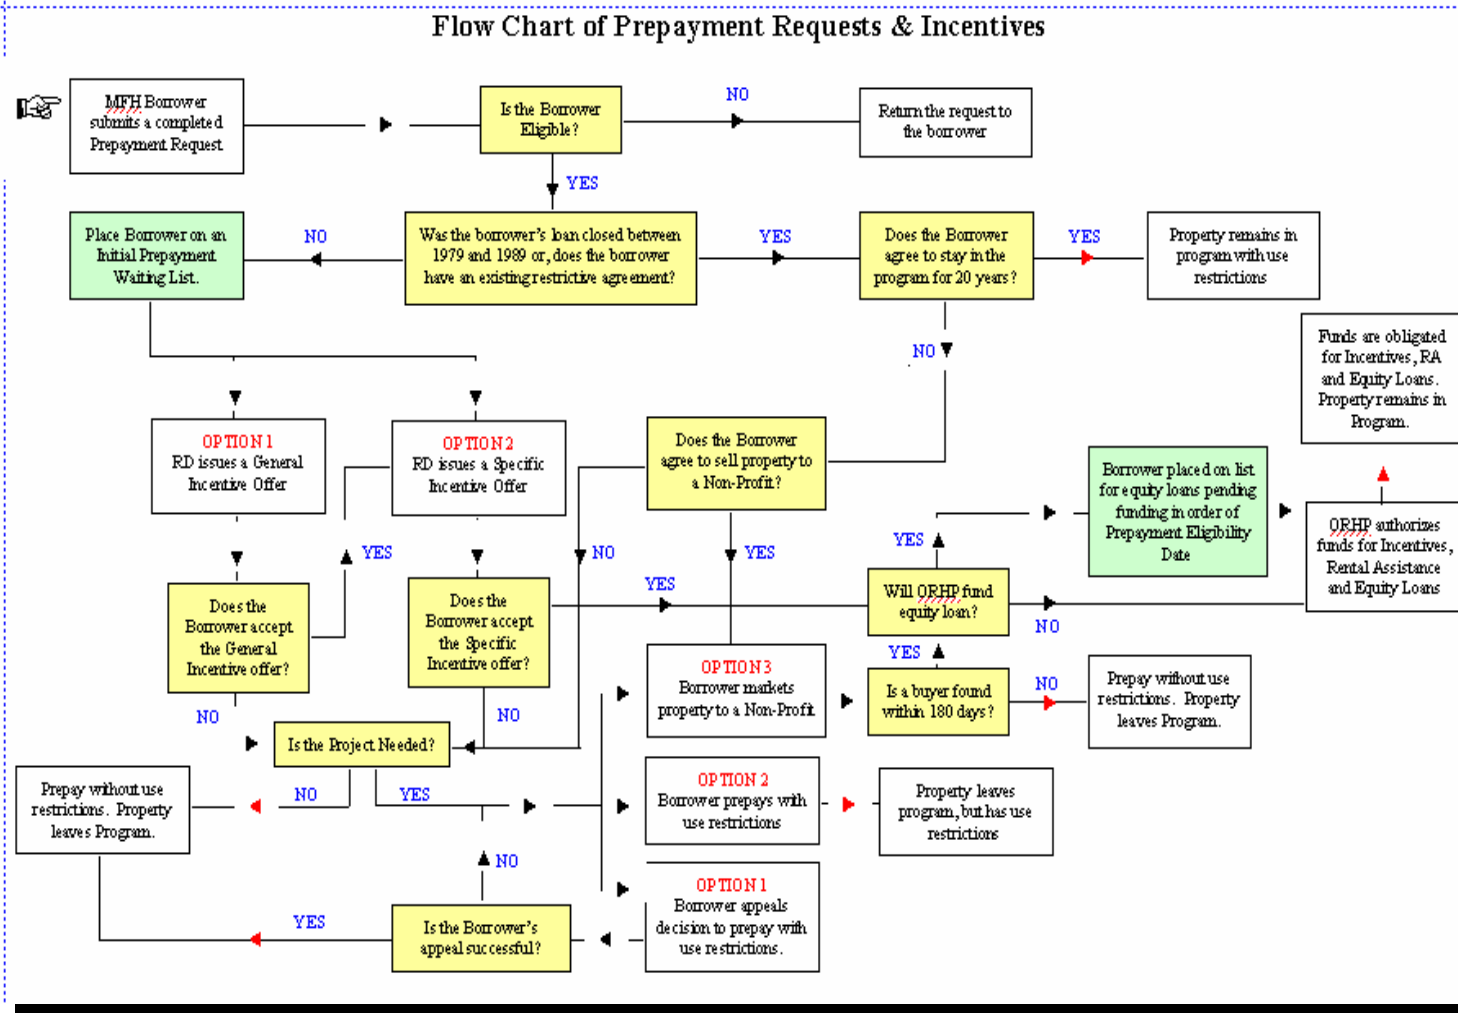 Flow Chart of Prepayment Requests & Incentives
MFH Borrower
submits a completed
Prepayment Request
Is the Borrower
Eligible?
NO
Return the request to
the borrower
YES
Place Borrower on an
Initial Prepayment
Waiting List.
NO
Was the borrower's loan closed between
1979 and 1989 or, does the borrower
have an existing restrictive agreement?
YES
Does the Borrower
agree to stay in the
program for 20 years?
YES
Property remains in
program with use
restrictions
NO
Funds are obligated
for Incentives, RA
and Equity Loans.
Property remains in
Program.
OPTION 1
RD issues a General
Incentive Offer
OPTION 2
RD issues a Specific
Incentive Offer
Does the Borrower
agree to sell property to
a Non-Profit?
Borrower placed on list
for equity loans pending
funding in order of
Prepayment Eligibility
Date
ORHP authorizes
funds for Incentives,
Rental Assistance
and Equity Loans
YES
NO
YES
YES
YES
Does the
Borrower accept
the General
Incentive offer?
Does the
Borrower accept
the Specific
Incentive offer?
Will ORHP fund
equity loan?
NO
YES
OPTION 3
Borrower markets
property to a Non-Profit
Is a buyer found
within 180 days?
NO
Prepay without use
restrictions. Property
leaves Program.
NO
NO
Is the Project Needed?
Prepay without use
restrictions. Property
leaves Program.
NO
YES
OPTION 2
Borrower prepays with
use restrictions
Property leaves
program, but has use
restrictions
NO
OPTION 1
Borrower appeals
decision to prepay with
use restrictions.
YES
Is the Borrower's
appeal successful?